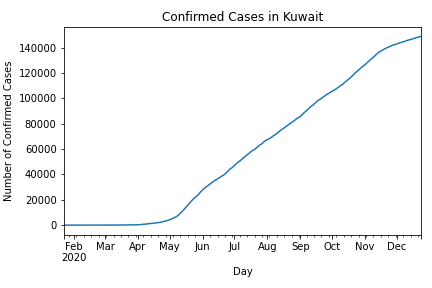 Confirmed Cases in Kuwait
Number of Confirmed Cases
140000
120000
100000
80000
60000
40000
20000
0
Feb Mar Apr May Jun Jul Aug Sep Oct Nov Dec
2020
Day